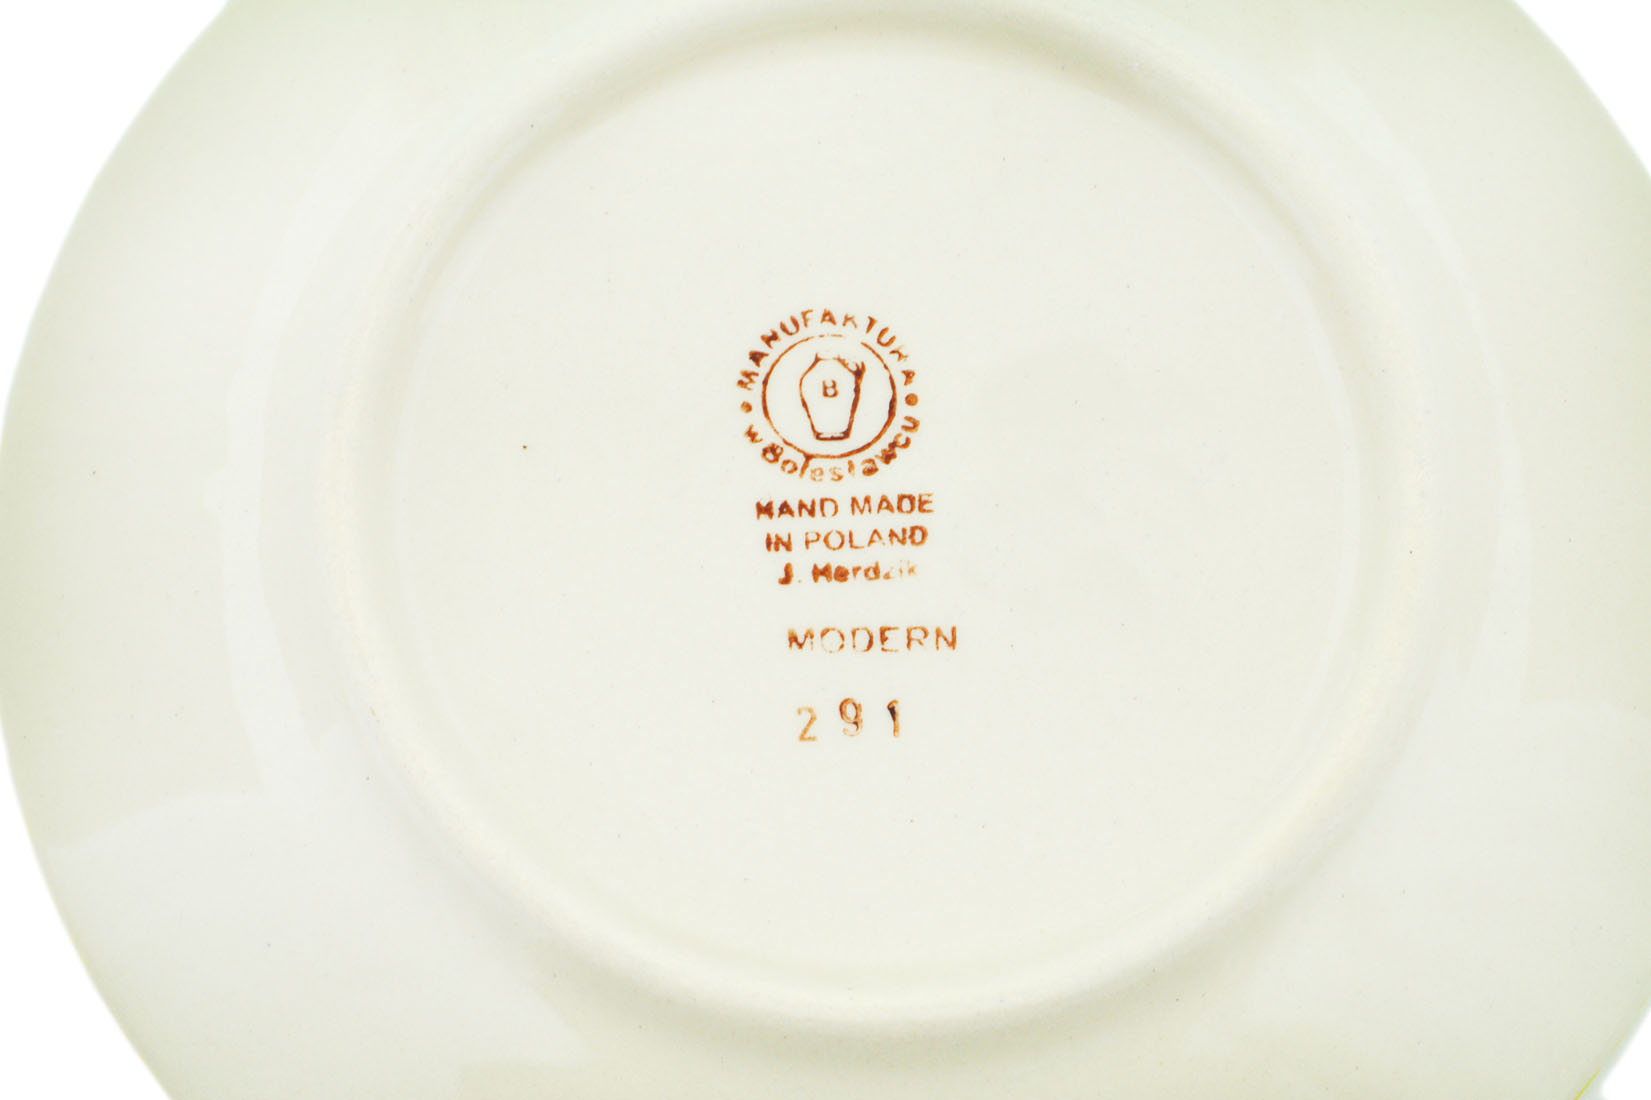 • MANUFAKTURA •
w Bolesławcu
B
HAND MADE
IN POLAND
J. Herdzik
MODERN
291